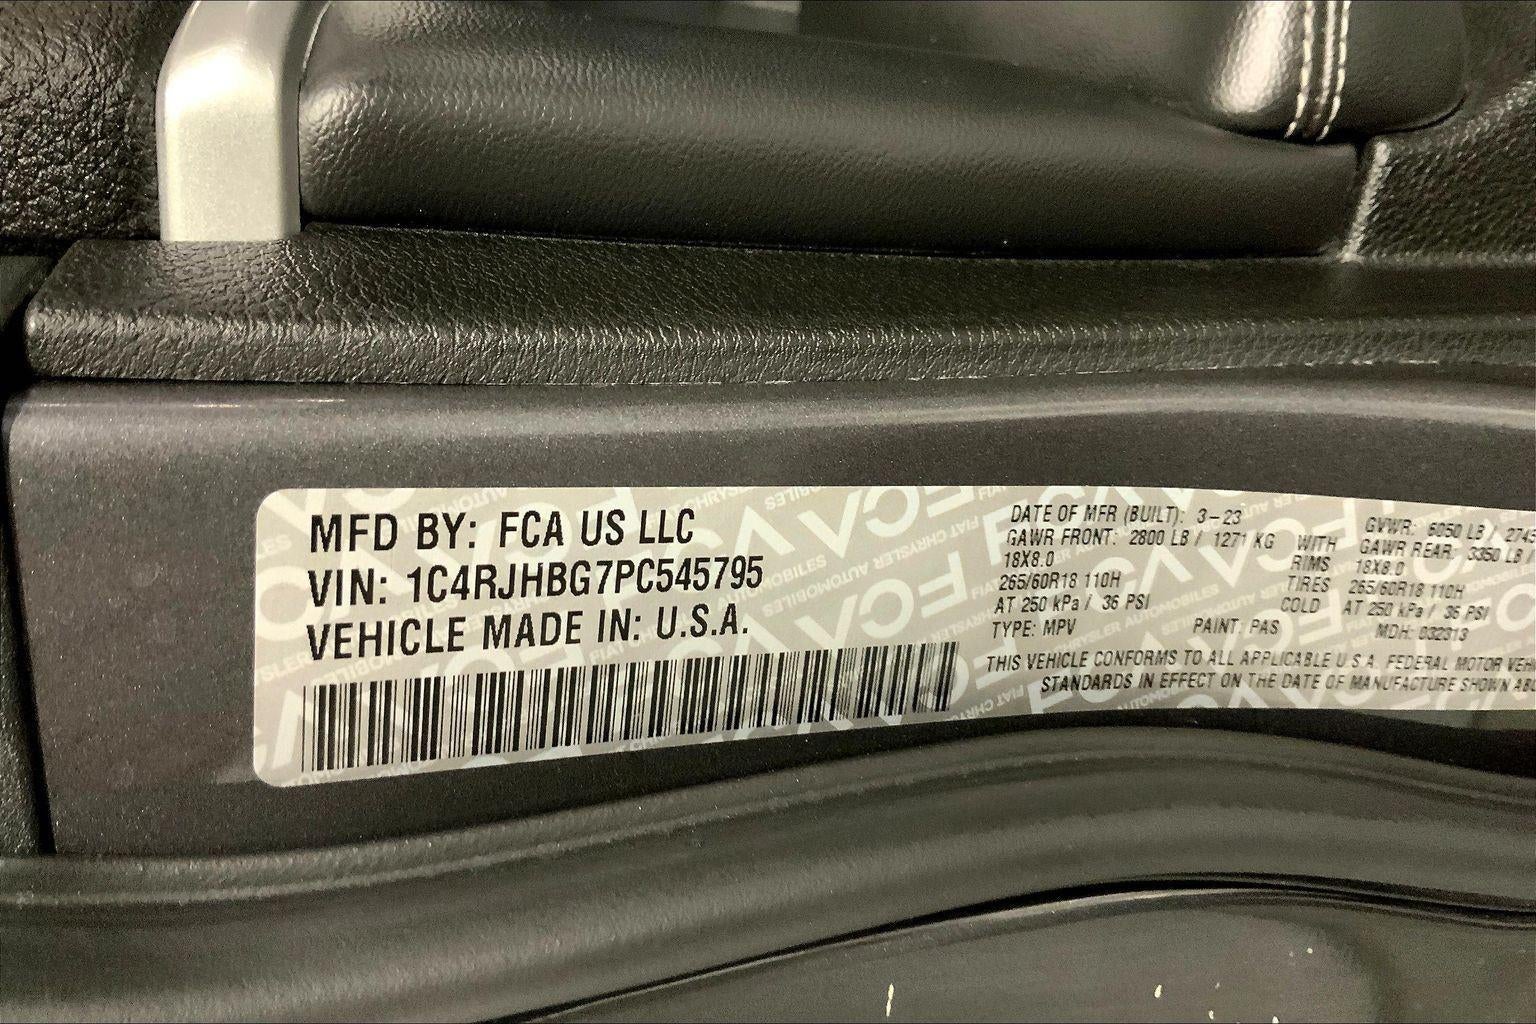 MFD BY: FCA US LLC
VIN: 1C4RJHBG7PC545795
VEHICLE MADE IN: U.S.A.
DATE OF MFR (BUILT): 3-23
GVWR: 6050 LB / 2745
GAWR FRONT: 2800 LB / 1271 KG WITH GAWR REAR: 3350 LB /
18X8.0 RIMS 18X8.0
265/60R18 110H TIRES 265/60R18 110H
AT 250 kPa / 36 PSI COLD AT 250 kPa / 36 PSI
TYPE: MPV PAINT: PAS MDH: 032313
THIS VEHICLE CONFORMS TO ALL APPLICABLE U.S.A. FEDERAL MOTOR
STANDARDS IN EFFECT ON THE DATE OF MANUFACTURE SHOWN